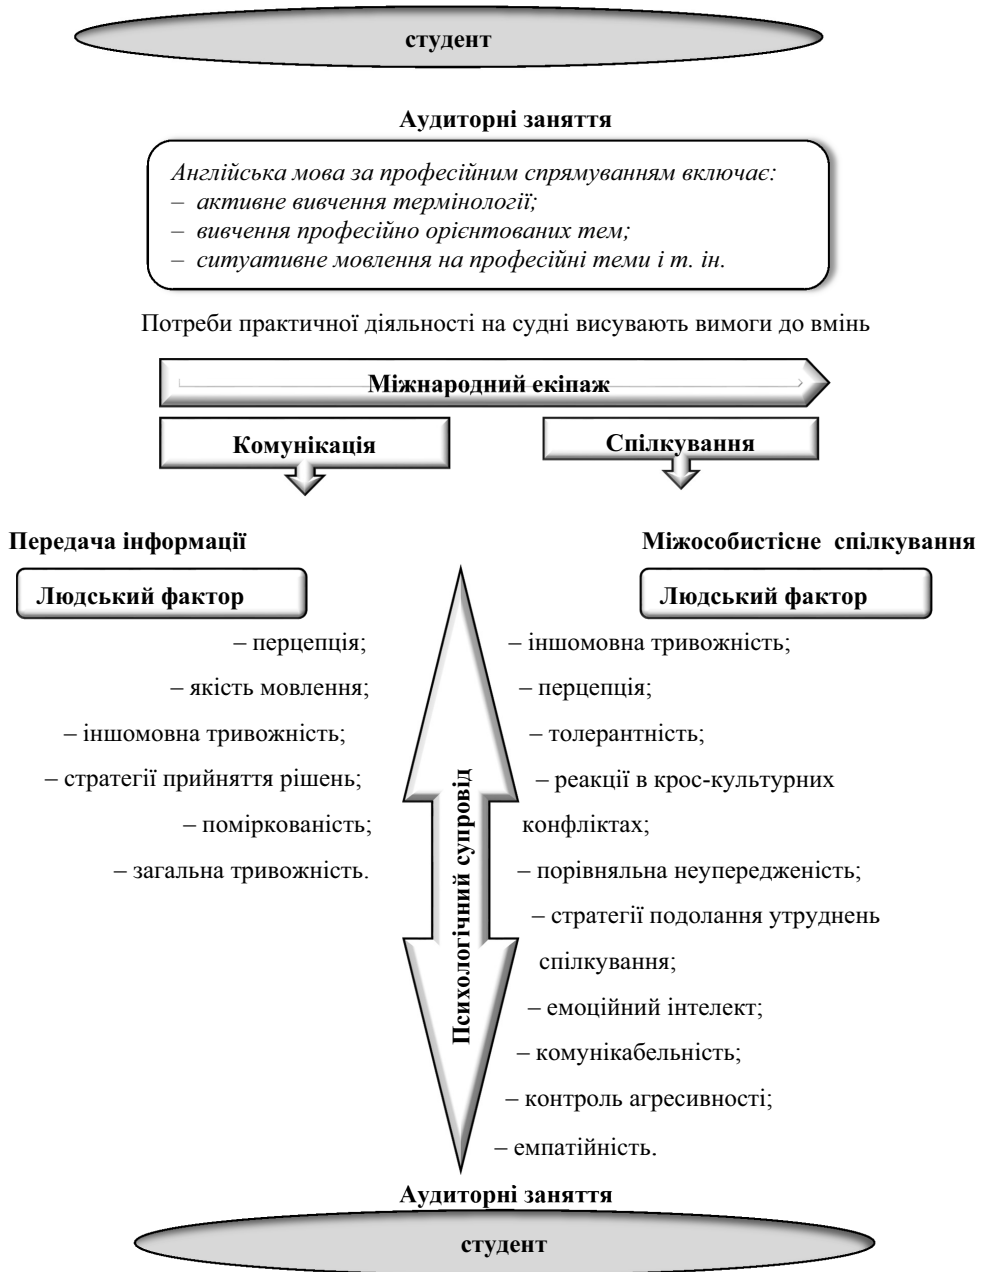 студент
Аудиторні заняття
Англійська мова за професійним спрямуванням включає:
– активне вивчення термінології;
– вивчення професійно орієнтованих тем;
– ситуативне мовлення на професійні теми і т. ін.
Потреби практичної діяльності на судні висувають вимоги до вмінь
Міжнародний екіпаж
Комунікація
Спілкування
Передача інформації
Людський фактор
– перцепція;
– якість мовлення;
– іншомовна тривожність;
– стратегії прийняття рішень;
– поміркованість;
– загальна тривожність.
Психологічний супровід
Міжособистісне спілкування
Людський фактор
– іншомовна тривожність;
– перцепція;
– толерантність;
– реакції в крос-культурних
конфліктах;
– порівняльна неупередженість;
– стратегії подолання утруднень
спілкування;
– емоційний інтелект;
– комунікабельність;
– контроль агресивності;
– емпатійність.
Аудиторні заняття
студент